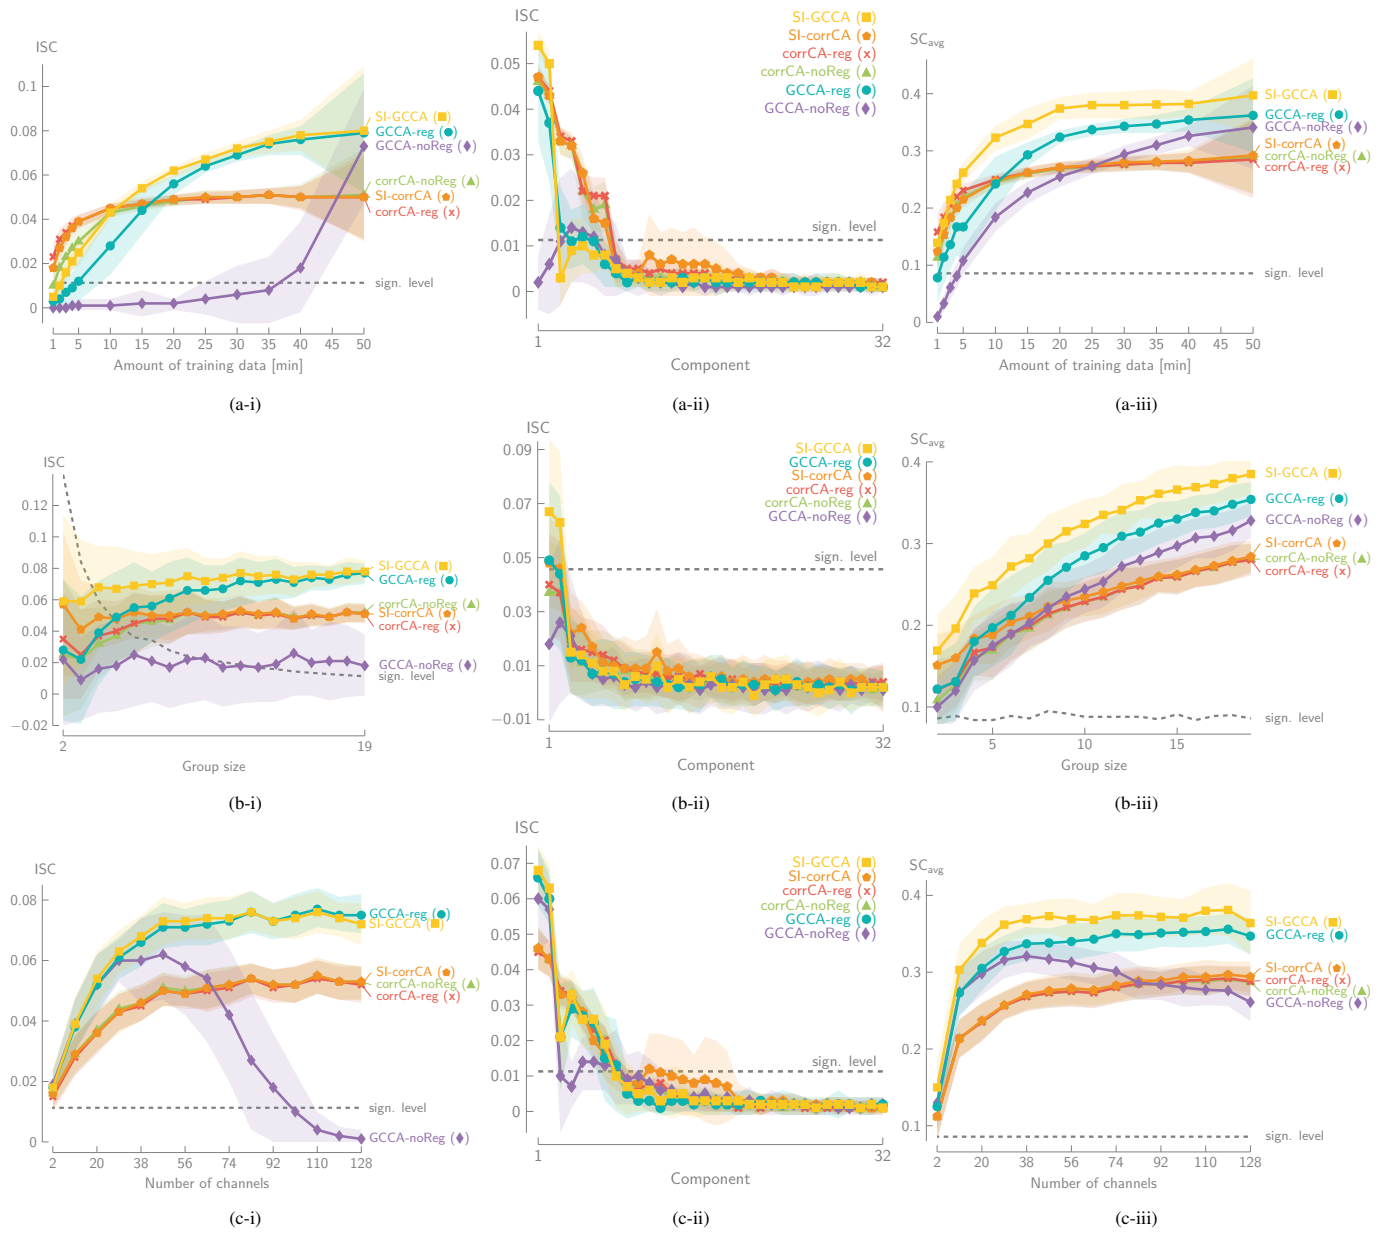 ISC
0.1
0.08
0.06
0.04
0.02
0
SI-GCCA (■)
GCCA-reg (●)
GCCA-noReg (♦)
corrCA-noReg (▲)
SI-corrCA (⬟)
corrCA-reg (x)
sign. level
1 5 10 15 20 25 30 35 40 45 50
Amount of training data [min]
(a-i)
ISC
0.05
0.04
0.03
0.02
0.01
0
SI-GCCA (■)
SI-corrCA (⬟)
corrCA-reg (x)
corrCA-noReg (▲)
GCCA-reg (●)
GCCA-noReg (♦)
sign. level
1 32
Component
(a-ii)
SCavg
0.4
0.3
0.2
0.1
0
SI-GCCA (■)
GCCA-reg (●)
GCCA-noReg (♦)
SI-corrCA (⬟)
corrCA-noReg (▲)
corrCA-reg (x)
sign. level
1 5 10 15 20 25 30 35 40 45 50
Amount of training data [min]
(a-iii)
ISC
0.12
0.1
0.08
0.06
0.04
0.02
0
−0.02
SI-GCCA (■)
GCCA-reg (●)
corrCA-noReg (▲)
SI-corrCA (⬟)
corrCA-reg (x)
GCCA-noReg (♦)
sign. level
2 19
Group size
(b-i)
ISC
0.09
0.07
0.05
0.03
0.01
−0.01
SI-GCCA (■)
GCCA-reg (●)
SI-corrCA (⬟)
corrCA-reg (x)
corrCA-noReg (▲)
GCCA-noReg (♦)
sign. level
1 32
Component
(b-ii)
SCavg
0.4
0.3
0.2
0.1
SI-GCCA (■)
GCCA-reg (●)
GCCA-noReg (♦)
SI-corrCA (⬟)
corrCA-noReg (▲)
corrCA-reg (x)
sign. level
5 10 15
Group size
(b-iii)
ISC
0.08
0.06
0.04
0.02
0
GCCA-reg (●)
SI-GCCA (■)
SI-corrCA (⬟)
corrCA-noReg (▲)
corrCA-reg (x)
sign. level
GCCA-noReg (♦)
2 20 38 56 74 92 110 128
Number of channels
(c-i)
ISC
0.07
0.06
0.05
0.04
0.03
0.02
0.01
0
SI-GCCA (■)
SI-corrCA (⬟)
corrCA-reg (x)
corrCA-noReg (▲)
GCCA-reg (●)
GCCA-noReg (♦)
sign. level
1 32
Component
(c-ii)
SCavg
0.4
0.3
0.2
0.1
SI-GCCA (■)
GCCA-reg (●)
SI-corrCA (⬟)
corrCA-reg (x)
corrCA-noReg (▲)
GCCA-noReg (♦)
sign. level
2 20 38 56 74 92 110 128
Number of channels
(c-iii)